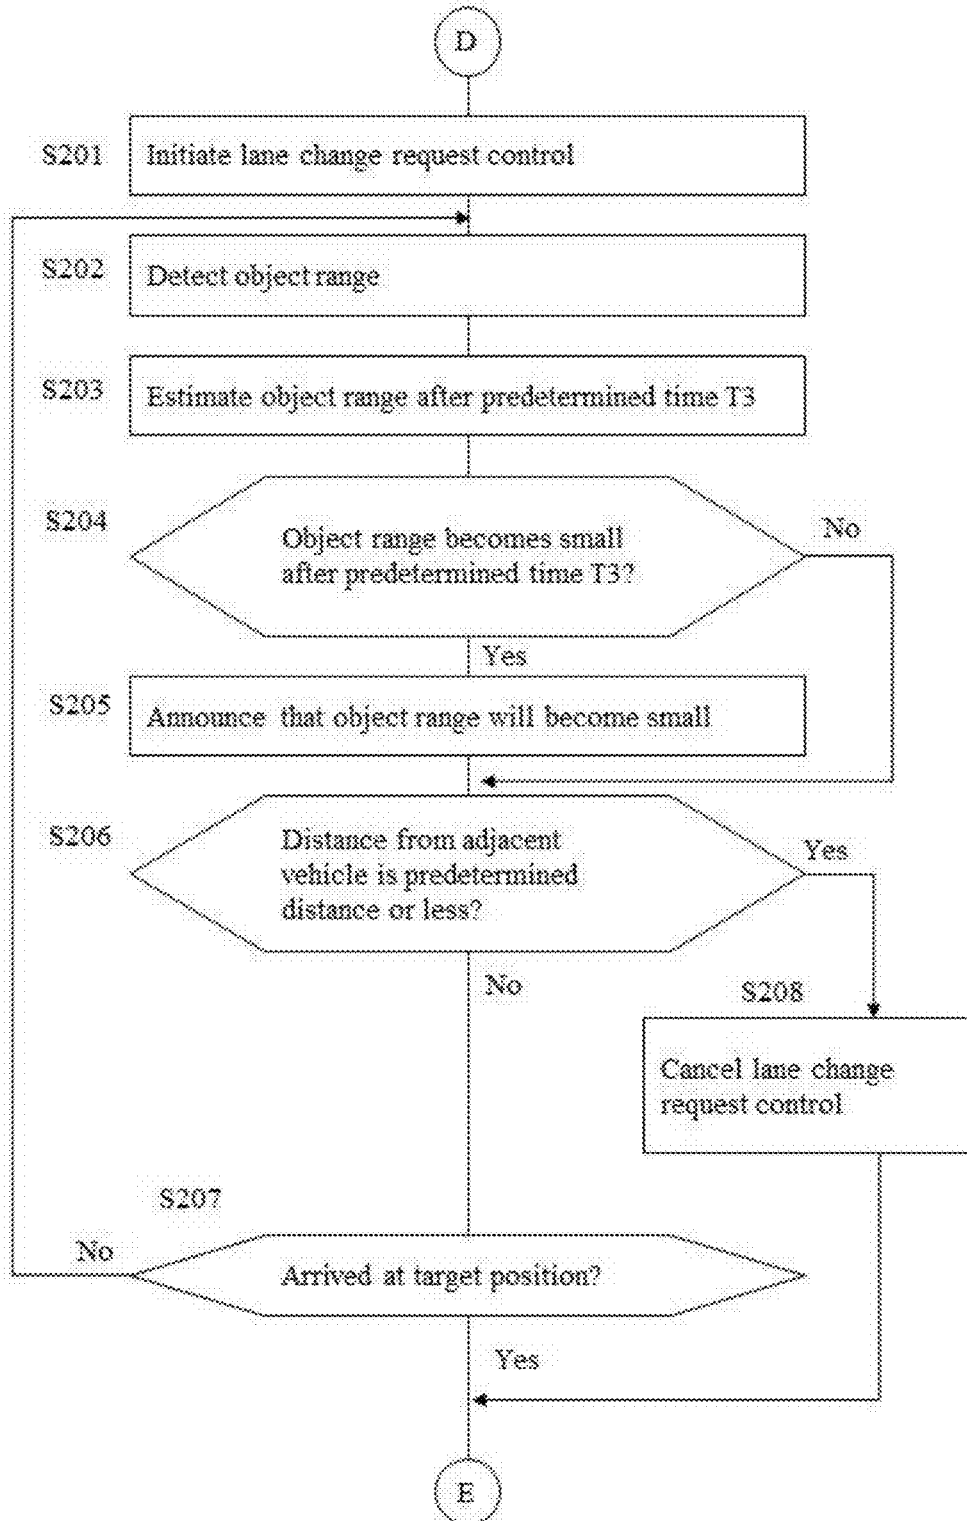 D
S201
Initiate lane change request control
S202
Detect object range
S203
Estimate object range after predetermined time T3
S204
Object range becomes small
after predetermined time T3?
No
Yes
S205
Announce that object range will become small
S206
Distance from adjacent
vehicle is predetermined
distance or less?
Yes
No
S208
Cancel lane change
request control
S207
No
Arrived at target position?
Yes
E